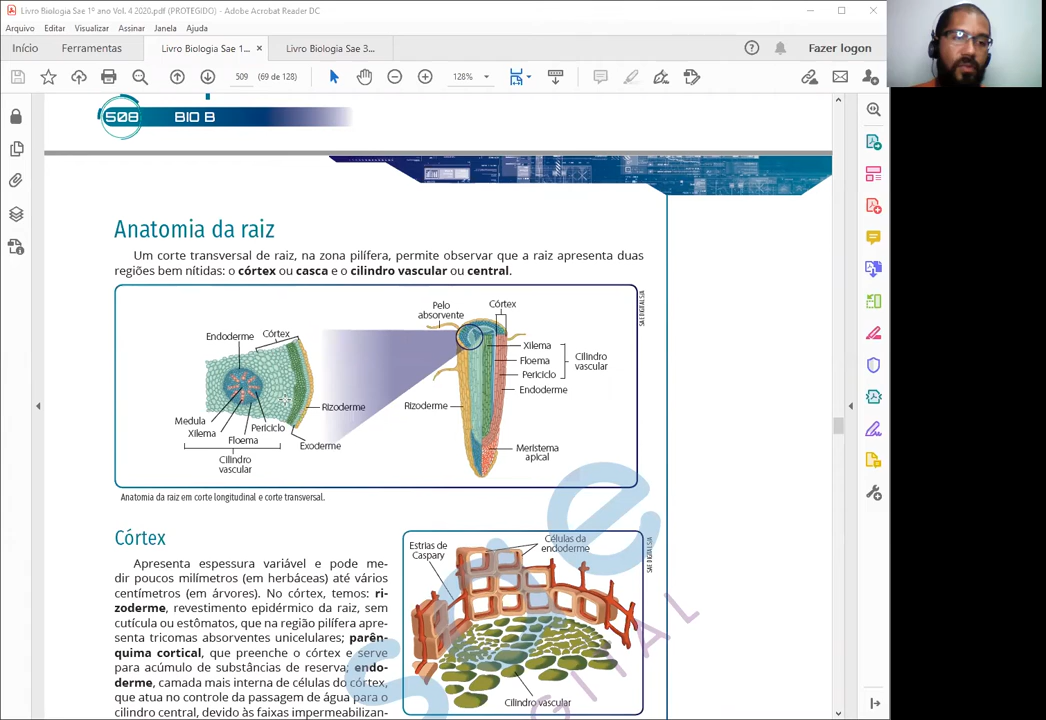 Livro Biologia Sae 1º ano Vol. 4 2020.pdf (PROTEGIDO) - Adobe Acrobat Reader DC
Arquivo Editar Visualizar Assinar Janela Ajuda
Início Ferramentas Livro Biologia Sae 1... × Livro Biologia Sae 3... Fazer logon
509 (69 de 128) 128%
508 BIO B
Anatomia da raiz
Um corte transversal de raiz, na zona pilífera, permite observar que a raiz apresenta duas
regiões bem nítidas: o córtex ou casca e o cilindro vascular ou central.
Endoderme
Córtex
Rizoderme
Medula
Xilema
Floema
Periciclo
Exoderme
Cilindro
vascular
Pelo
absorvente
Córtex
Xilema
Floema
Periciclo
Cilindro
vascular
Endoderme
Rizoderme
Meristema
apical
SAE DIGITAL S/A
Anatomia da raiz em corte longitudinal e corte transversal.
Córtex
Apresenta espessura variável e pode me-
dir poucos milímetros (em herbáceas) até vários
centímetros (em árvores). No córtex, temos: ri-
zoderme, revestimento epidérmico da raiz, sem
cutícula ou estômatos, que na região pilífera apre-
senta tricomas absorventes unicelulares; parên-
quima cortical, que preenche o córtex e serve
para acúmulo de substâncias de reserva; endo-
derme, camada mais interna de células do córtex,
que atua no controle da passagem de água para o
cilindro central, devido às faixas impermeabilizan-
Estrias de
Caspary
Células da
endoderme
Cilindro vascular
SAE DIGITAL S/A
se
GITAL